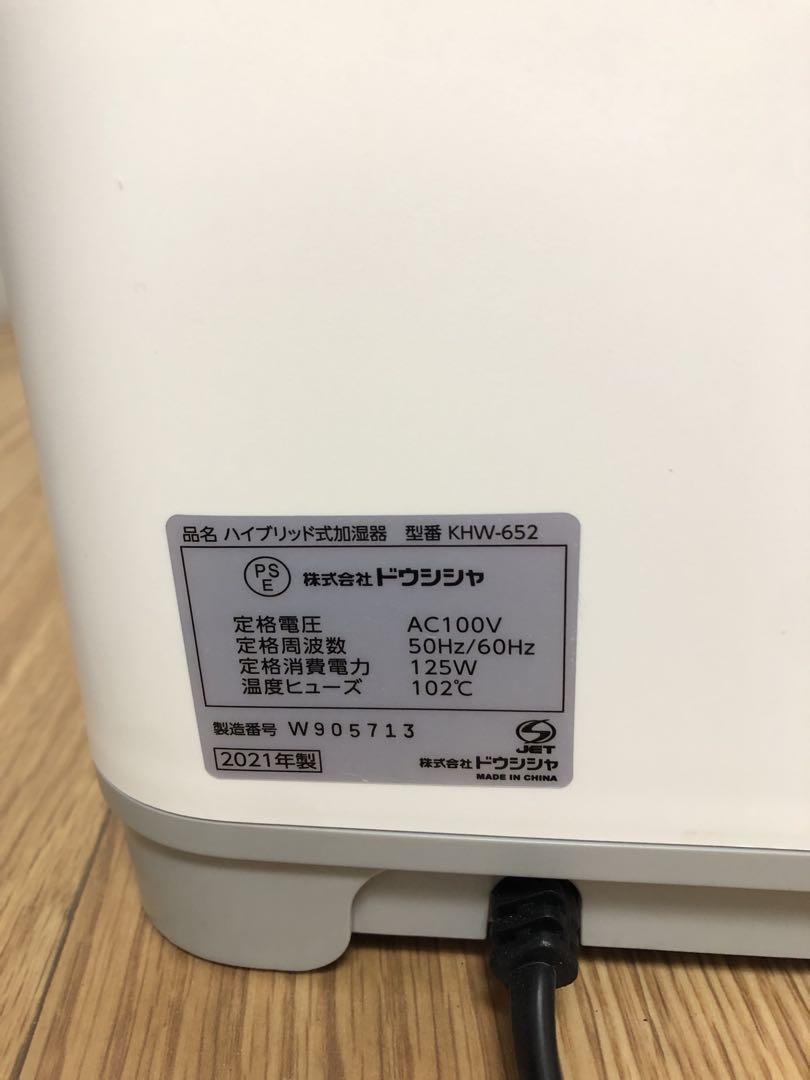 品名 ハイブリッド式加湿器 型番 KHW-652
PS
E
株式会社ドウシシャ
定格電圧 AC100V
定格周波数 50Hz/60Hz
定格消費電力 125W
温度ヒューズ 102℃
製造番号 W905713
2021年製
JET
株式会社ドウシシャ
MADE IN CHINA